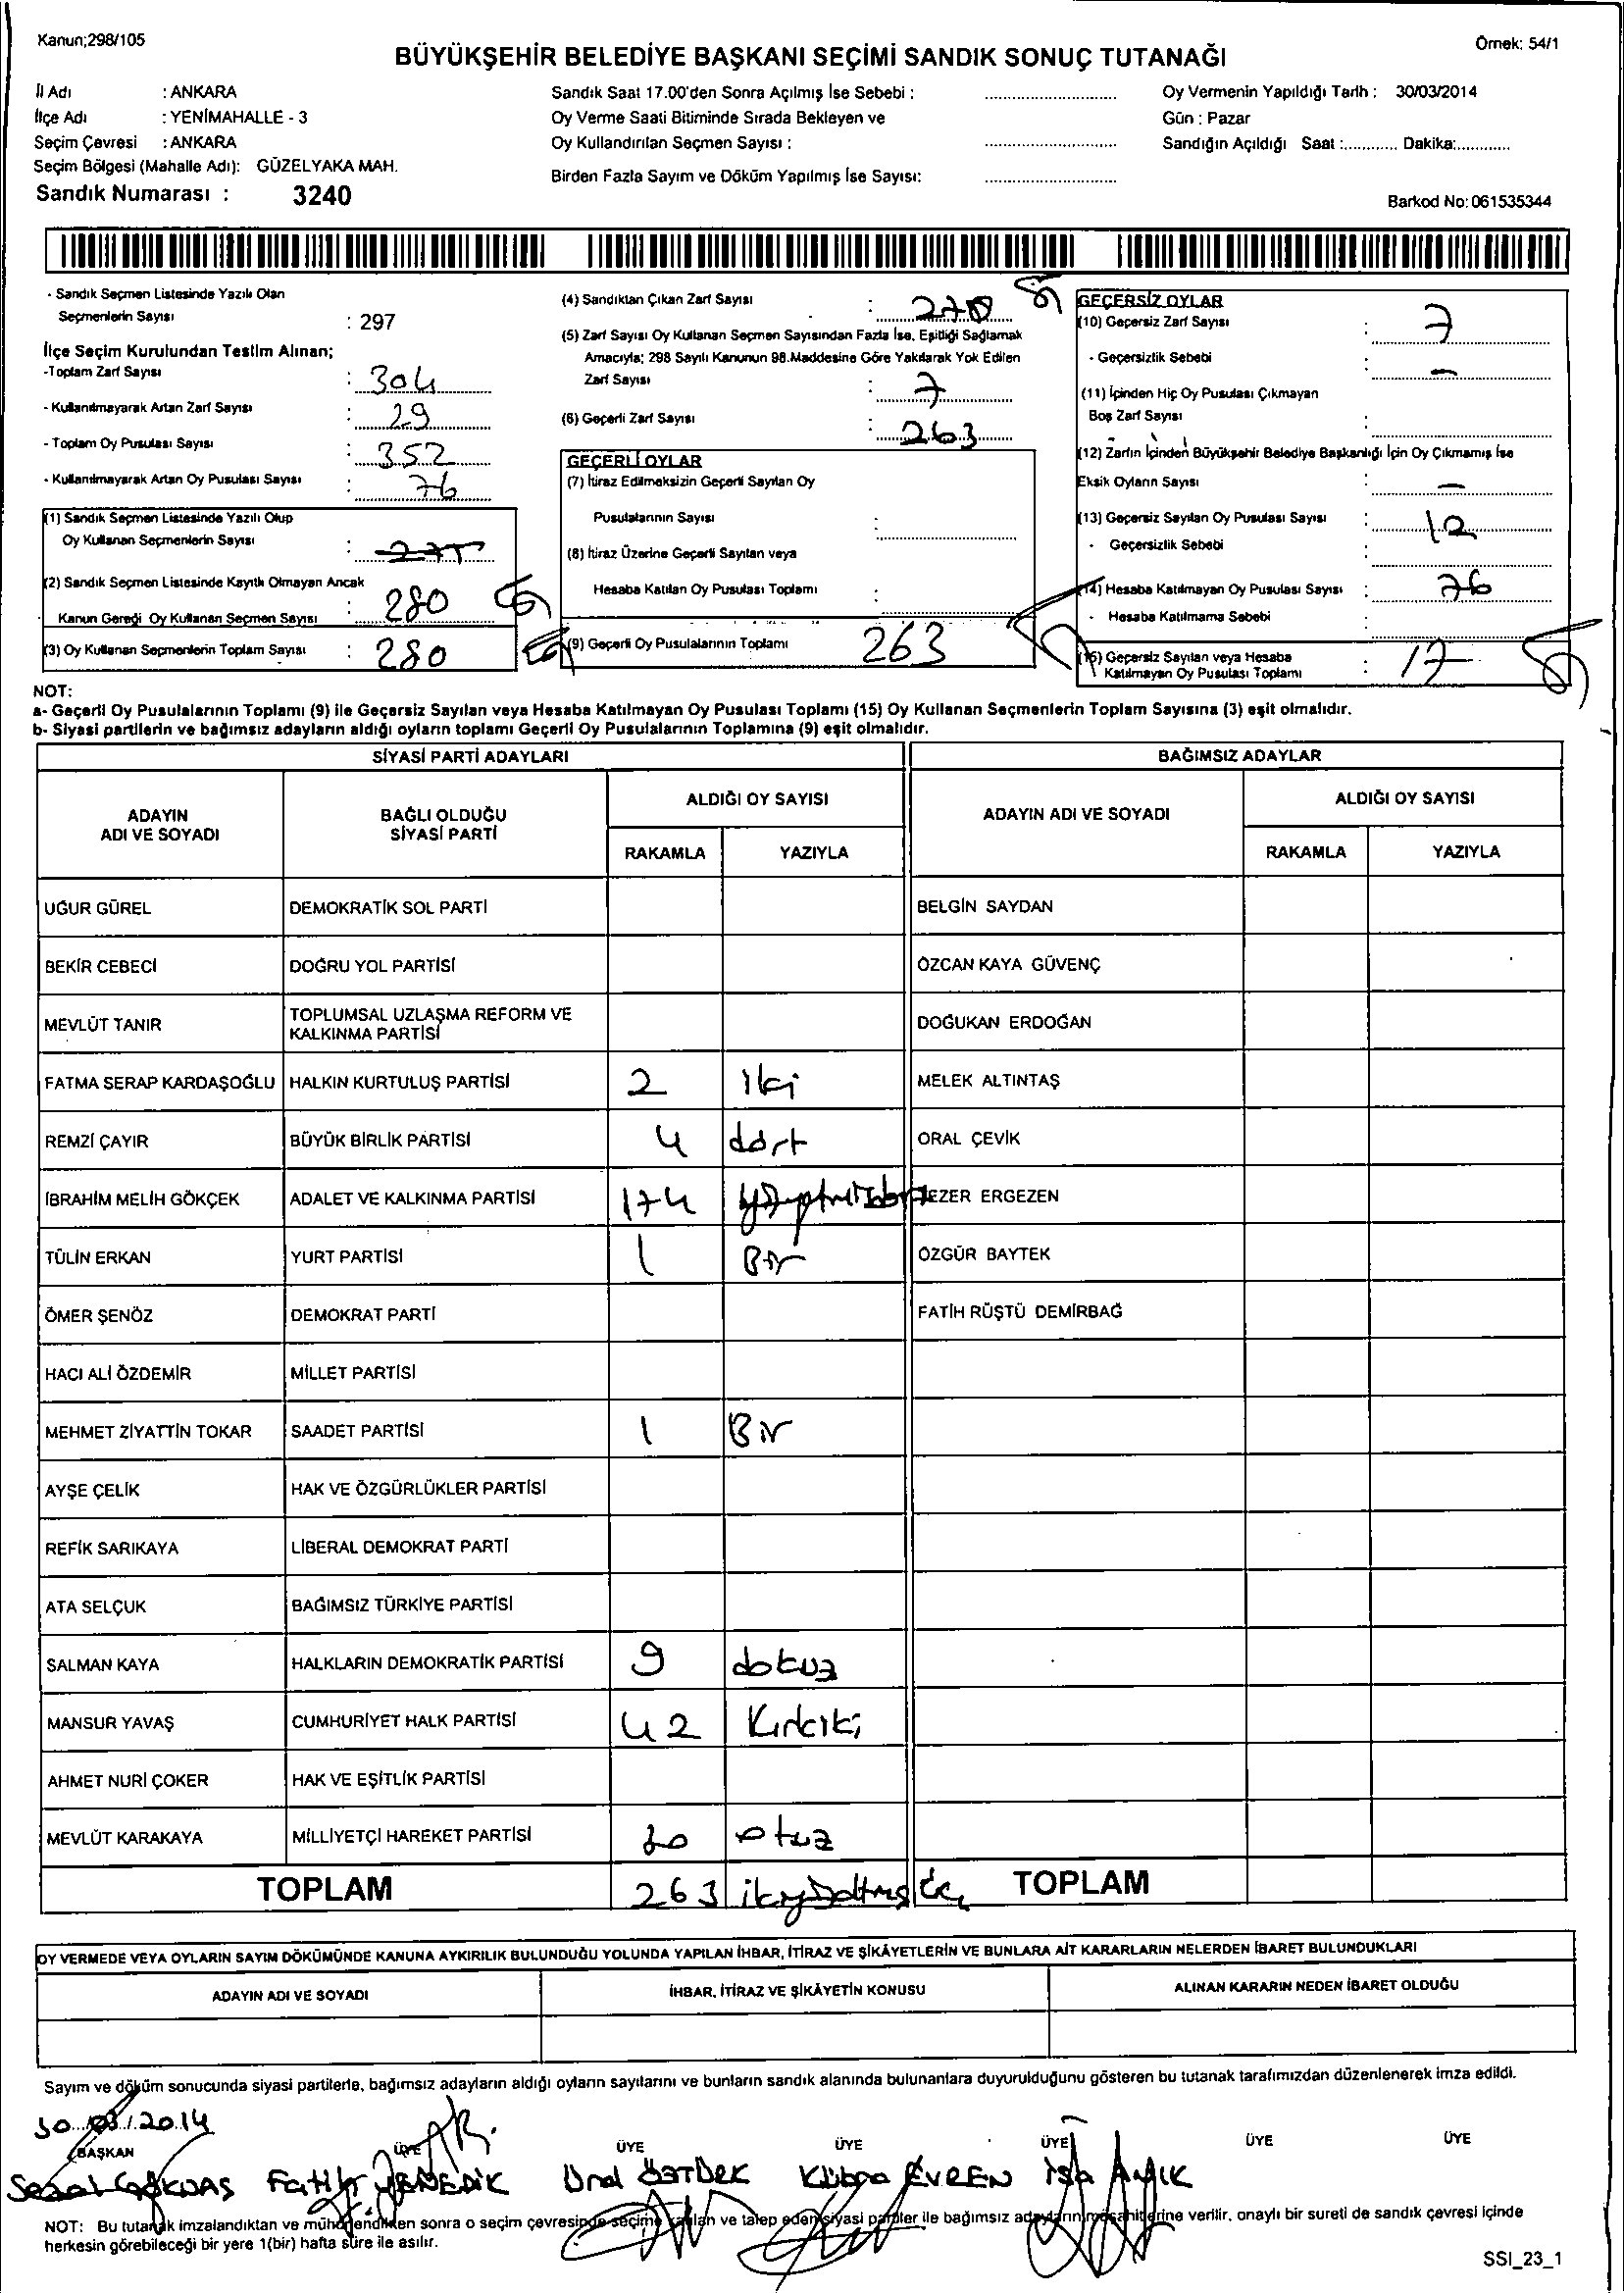 Kanun;298/105
Örnek: 54/1
BÜYÜKŞEHİR BELEDİYE BAŞKANI SEÇİMİ SANDIK SONUÇ TUTANAĞI
İl Adı : ANKARA
İlçe Adı : YENİMAHALLE - 3
Seçim Çevresi : ANKARA
Seçim Bölgesi (Mahalle Adı): GÜZELYAKA MAH.
Sandık Numarası : 3240
Sandık Saat 17.00'den Sonra Açılmış İse Sebebi :
Oy Verme Saati Bitiminde Sırada Bekleyen ve
Oy Kullandırılan Seçmen Sayısı :
Birden Fazla Sayım ve Döküm Yapılmış İse Sayısı:
Oy Vermenin Yapıldığı Tarih : 30/03/2014
Gün : Pazar
Sandığın Açıldığı Saat :............ Dakika:............
Barkod No: 061535344
- Sandık Seçmen Listesinde Yazılı Olan
Seçmenlerin Sayısı : 297
İlçe Seçim Kurulundan Teslim Alınan;
-Toplam Zarf Sayısı : 304
- Kullanılmayarak Artan Zarf Sayısı : 29
- Toplam Oy Pusulası Sayısı : 352
- Kullanılmayarak Artan Oy Pusulası Sayısı : 76
(1) Sandık Seçmen Listesinde Yazılı Olup
Oy Kullanan Seçmenlerin Sayısı : 275
(2) Sandık Seçmen Listesinde Kayıtlı Olmayan Ancak
Kanun Gereği Oy Kullanan Seçmen Sayısı : 280
(3) Oy Kullanan Seçmenlerin Toplam Sayısı : 280
(4) Sandıktan Çıkan Zarf Sayısı : 270
(5) Zarf Sayısı Oy Kullanan Seçmen Sayısından Fazla İse, Eşitliği Sağlamak
Amacıyla; 298 Sayılı Kanunun 98.Maddesine Göre Yakılarak Yok Edilen
Zarf Sayısı : 7
(6) Geçerli Zarf Sayısı : 263
GEÇERLİ OYLAR
(7) İtiraz Edilmeksizin Geçerli Sayılan Oy
Pusulalarının Sayısı :
(8) İtiraz Üzerine Geçerli Sayılan veya
Hesaba Katılan Oy Pusulası Toplamı :
(9) Geçerli Oy Pusulalarının Toplamı 263
GEÇERSİZ OYLAR
(10) Geçersiz Zarf Sayısı : 7
- Geçersizlik Sebebi : -
(11) İçinden Hiç Oy Pusulası Çıkmayan
Boş Zarf Sayısı :
(12) Zarfın İçinden Büyükşehir Belediye Başkanlığı İçin Oy Çıkmamış İse
Eksik Oyların Sayısı : -
(13) Geçersiz Sayılan Oy Pusulası Sayısı : 12
- Geçersizlik Sebebi :
(14) Hesaba Katılmayan Oy Pusulası Sayısı : 76
- Hesaba Katılmama Sebebi :
(15) Geçersiz Sayılan veya Hesaba
Katılmayan Oy Pusulası Toplamı : 17
NOT:
a- Geçerli Oy Pusulalarının Toplamı (9) ile Geçersiz Sayılan veya Hesaba Katılmayan Oy Pusulası Toplamı (15) Oy Kullanan Seçmenlerin Toplam Sayısına (3) eşit olmalıdır.
b- Siyasi partilerin ve bağımsız adayların aldığı oyların toplamı Geçerli Oy Pusulalarının Toplamına (9) eşit olmalıdır.
SİYASİ PARTİ ADAYLARI BAĞIMSIZ ADAYLAR
ADAYIN ADI VE SOYADI BAĞLI OLDUĞU SİYASİ PARTİ ALDIĞI OY SAYISI ADAYIN ADI VE SOYADI ALDIĞI OY SAYISI
RAKAMLA YAZIYLA RAKAMLA YAZIYLA
UĞUR GÜREL DEMOKRATİK SOL PARTİ BELGİN SAYDAN
BEKİR CEBECİ DOĞRU YOL PARTİSİ ÖZCAN KAYA GÜVENÇ
MEVLÜT TANIR TOPLUMSAL UZLAŞMA REFORM VE KALKINMA PARTİSİ DOĞUKAN ERDOĞAN
FATMA SERAP KARDAŞOĞLU HALKIN KURTULUŞ PARTİSİ 2 iki MELEK ALTINTAŞ
REMZİ ÇAYIR BÜYÜK BİRLİK PARTİSİ 4 dört ORAL ÇEVİK
İBRAHİM MELİH GÖKÇEK ADALET VE KALKINMA PARTİSİ 174 EZER ERGEZEN
TÜLİN ERKAN YURT PARTİSİ 1 Bir ÖZGÜR BAYTEK
ÖMER ŞENÖZ DEMOKRAT PARTİ FATİH RÜŞTÜ DEMİRBAĞ
HACI ALİ ÖZDEMİR MİLLET PARTİSİ
MEHMET ZİYATTİN TOKAR SAADET PARTİSİ 1 Bir
AYŞE ÇELİK HAK VE ÖZGÜRLÜKLER PARTİSİ
REFİK SARIKAYA LİBERAL DEMOKRAT PARTİ
ATA SELÇUK BAĞIMSIZ TÜRKİYE PARTİSİ
SALMAN KAYA HALKLARIN DEMOKRATİK PARTİSİ 9 dokuz
MANSUR YAVAŞ CUMHURİYET HALK PARTİSİ 42 Kırkiki
AHMET NURİ ÇOKER HAK VE EŞİTLİK PARTİSİ
MEVLÜT KARAKAYA MİLLİYETÇİ HAREKET PARTİSİ 30 otuz
TOPLAM 263 ikiyüzaltmış üç TOPLAM
OY VERMEDE VEYA OYLARIN SAYIM DÖKÜMÜNDE KANUNA AYKIRILIK BULUNDUĞU YOLUNDA YAPILAN İHBAR, İTİRAZ VE ŞİKÂYETLERİN VE BUNLARA AİT KARARLARIN NELERDEN İBARET BULUNDUKLARI
ADAYIN ADI VE SOYADI İHBAR, İTİRAZ VE ŞİKÂYETİN KONUSU ALINAN KARARIN NEDEN İBARET OLDUĞU
Sayım ve döküm sonucunda siyasi partilerle, bağımsız adayların aldığı oyların sayılarını ve bunların sandık alanında bulunanlara duyurulduğunu gösteren bu tutanak tarafımızdan düzenlenerek imza edildi.
30/03/2014
BAŞKAN ÜYE ÜYE ÜYE ÜYE ÜYE ÜYE
Fatih Ünal ÖZTÜRK Kübra EVREN İsa
NOT: Bu tutanak imzalandıktan ve mühürlendikten sonra o seçim çevresinde seçime katılan ve talep eden siyasi partiler ile bağımsız adayların müşahitlerine verilir, onaylı bir sureti de sandık çevresi içinde
herkesin görebileceği bir yere 1(bir) hafta süre ile asılır.
SSI_23_1